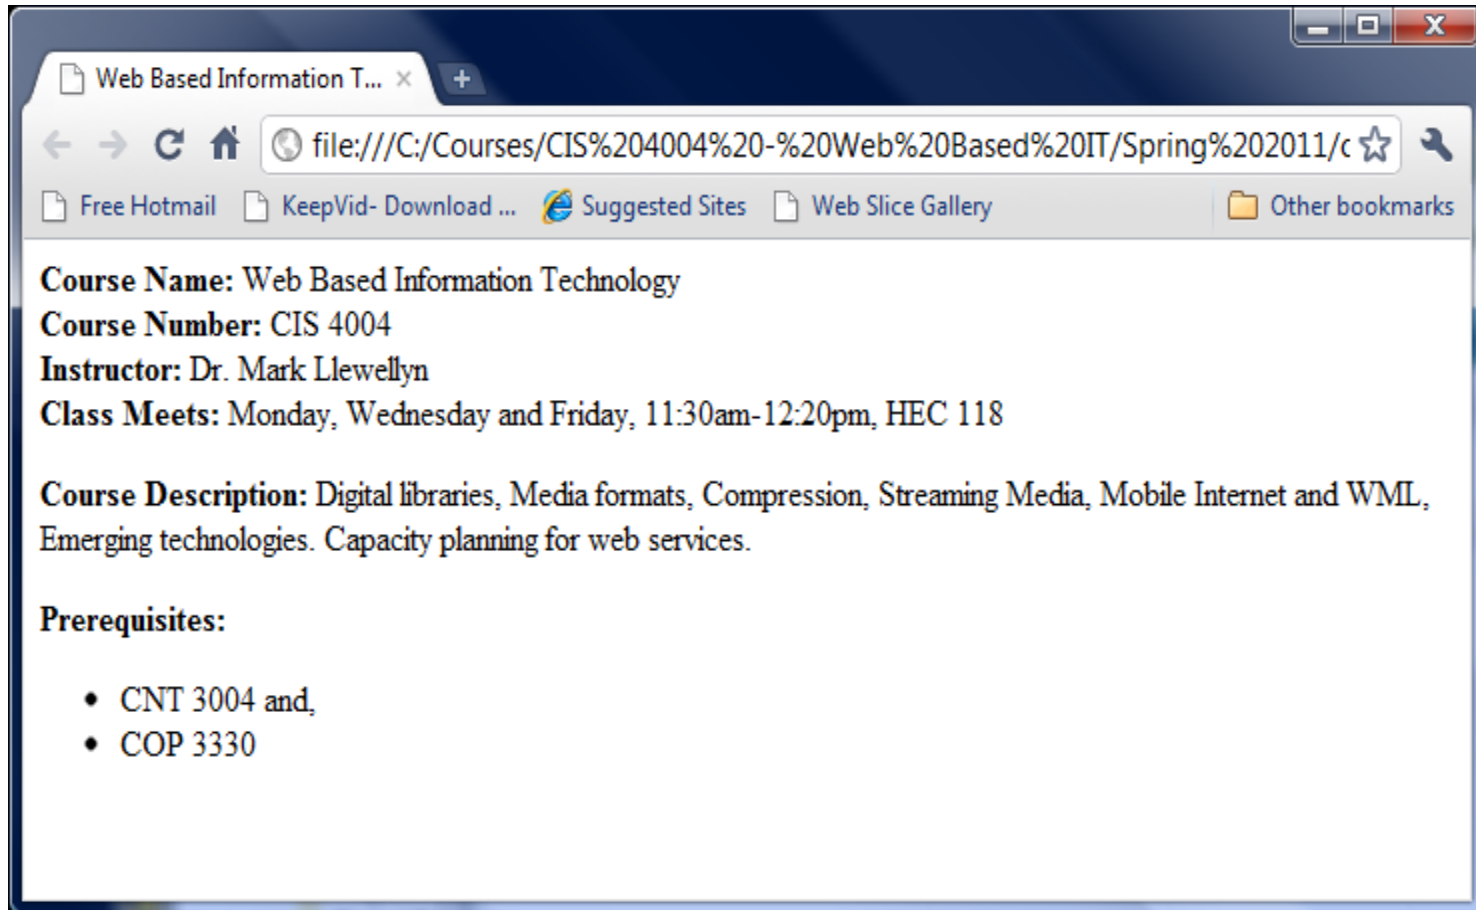 Web Based Information T...
file:///C:/Courses/CIS%204004%20-%20Web%20Based%20IT/Spring%202011/c
Free Hotmail KeepVid- Download ... Suggested Sites Web Slice Gallery Other bookmarks
Course Name: Web Based Information Technology
Course Number: CIS 4004
Instructor: Dr. Mark Llewellyn
Class Meets: Monday, Wednesday and Friday, 11:30am-12:20pm, HEC 118
Course Description: Digital libraries, Media formats, Compression, Streaming Media, Mobile Internet and WML,
Emerging technologies. Capacity planning for web services.
Prerequisites:
• CNT 3004 and,
• COP 3330